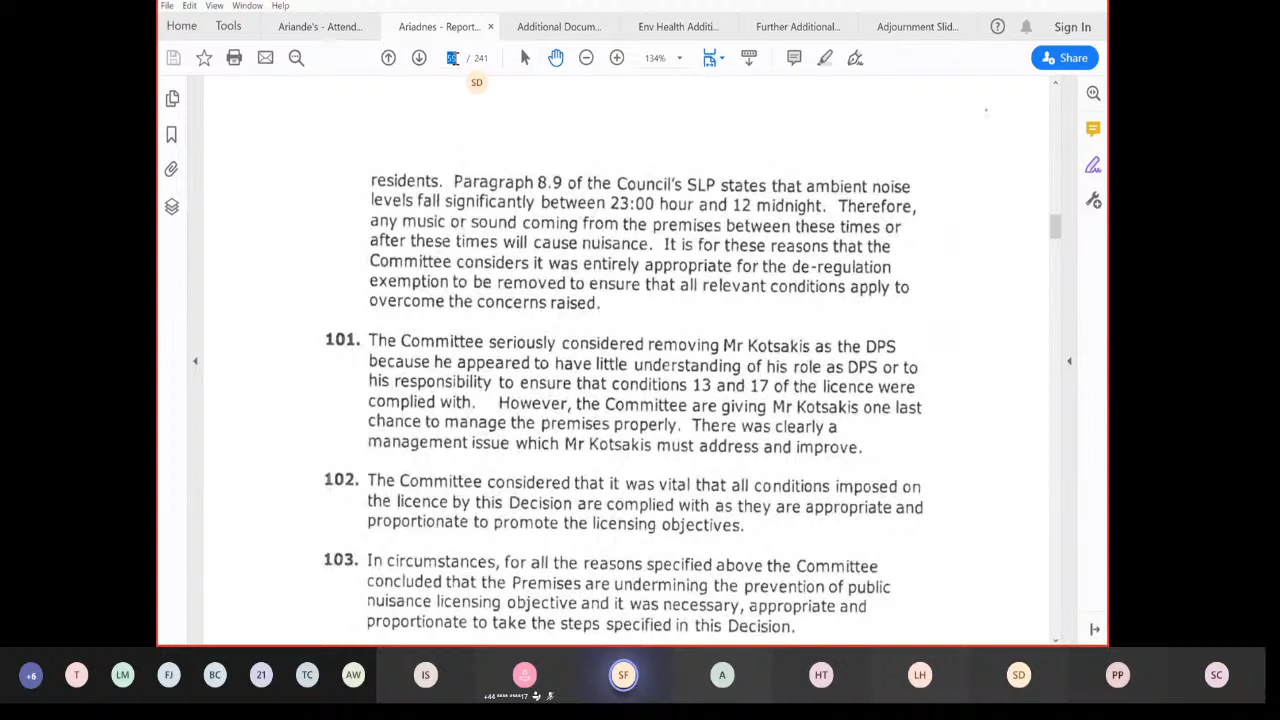 File Edit View Window Help
Home Tools Ariande's - Attend... Ariadnes - Report... × Additional Docum... Env Health Additi... Further Additional... Adjournment Slid... Sign In
/ 241 134% Share
SD
residents. Paragraph 8.9 of the Council's SLP states that ambient noise
levels fall significantly between 23:00 hour and 12 midnight. Therefore,
any music or sound coming from the premises between these times or
after these times will cause nuisance. It is for these reasons that the
Committee considers it was entirely appropriate for the de-regulation
exemption to be removed to ensure that all relevant conditions apply to
overcome the concerns raised.
101. The Committee seriously considered removing Mr Kotsakis as the DPS
because he appeared to have little understanding of his role as DPS or to
his responsibility to ensure that conditions 13 and 17 of the licence were
complied with. However, the Committee are giving Mr Kotsakis one last
chance to manage the premises properly. There was clearly a
management issue which Mr Kotsakis must address and improve.
102. The Committee considered that it was vital that all conditions imposed on
the licence by this Decision are complied with as they are appropriate and
proportionate to promote the licensing objectives.
103. In circumstances, for all the reasons specified above the Committee
concluded that the Premises are undermining the prevention of public
nuisance licensing objective and it was necessary, appropriate and
proportionate to take the steps specified in this Decision.
+6 T LM FJ BC 21 TC AW IS SF A HT LH SD PP SC
+44 **** ****17